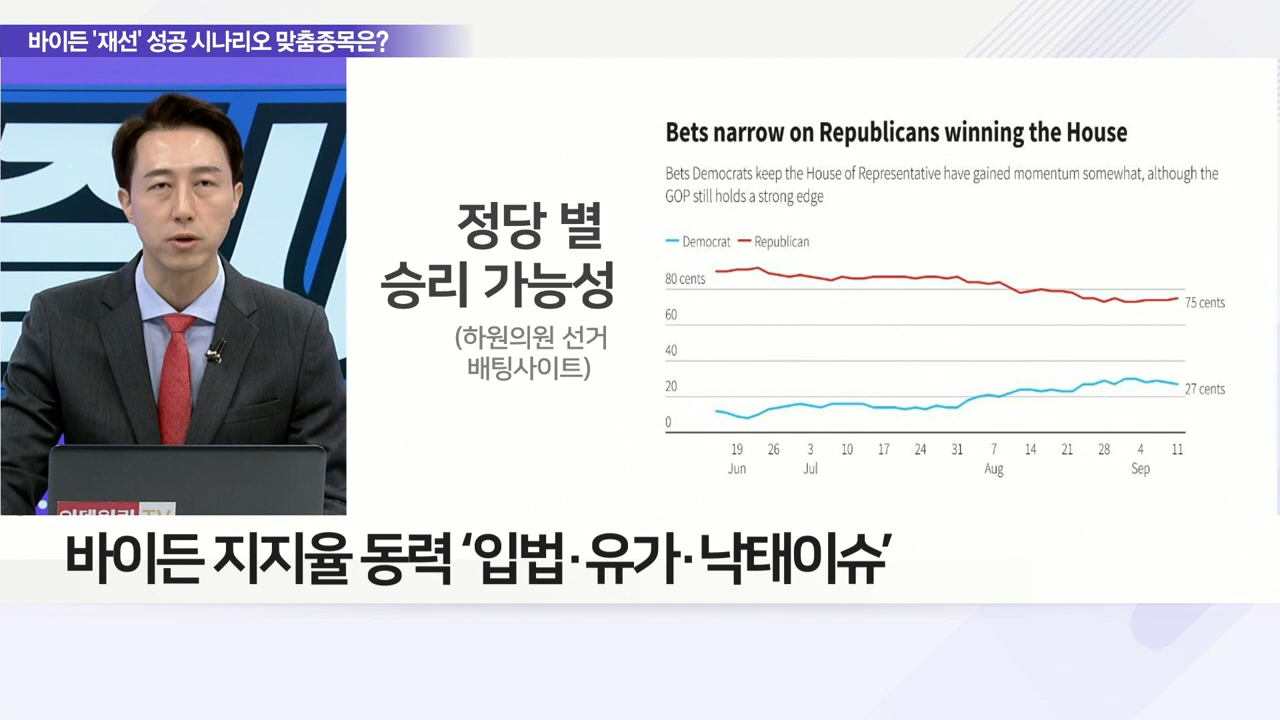 바이든 '재선' 성공 시나리오 맞춤종목은?
정당 별
승리 가능성
(하원의원 선거
배팅사이트)
Bets narrow on Republicans winning the House
Bets Democrats keep the House of Representative have gained momentum somewhat, although the
GOP still holds a strong edge
Democrat Republican
80 cents
60
40
20
0
75 cents
27 cents
19 26 3 10 17 24 31 7 14 21 28 4 11
Jun Jul Aug Sep
TV
바이든 지지율 동력 ‘입법·유가·낙태이슈’